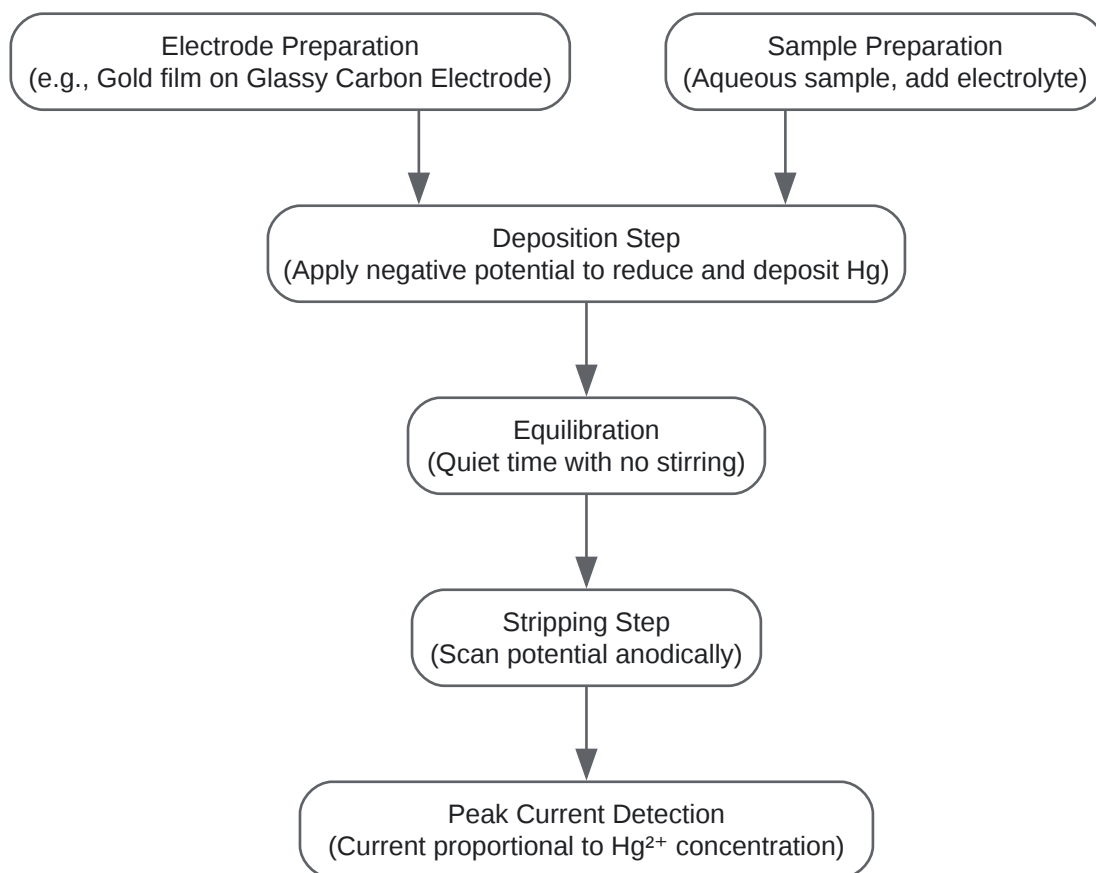 Electrode Preparation
(e.g., Gold film on Glassy Carbon Electrode)
Sample Preparation
(Aqueous sample, add electrolyte)
Deposition Step
(Apply negative potential to reduce and deposit Hg)
Equilibration
(Quiet time with no stirring)
Stripping Step
(Scan potential anodically)
Peak Current Detection
(Current proportional to Hg²⁺ concentration)